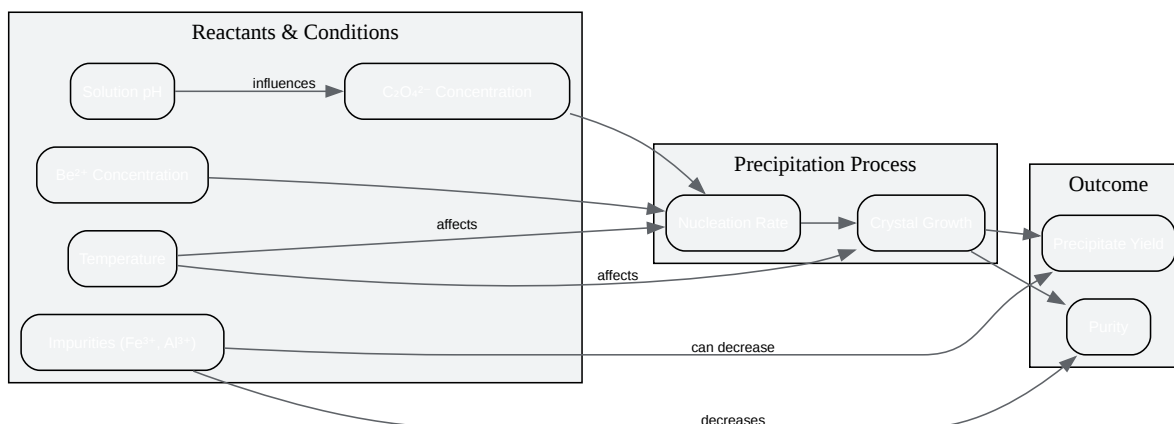 Reactants & Conditions
Solution pH
influences
C₂O₄²⁻ Concentration
Be²⁺ Concentration
Temperature
affects
affects
Impurities (Fe³⁺, Al³⁺)
can decrease
decreases
Precipitation Process
Nucleation Rate
Crystal Growth
Outcome
Precipitate Yield
Purity